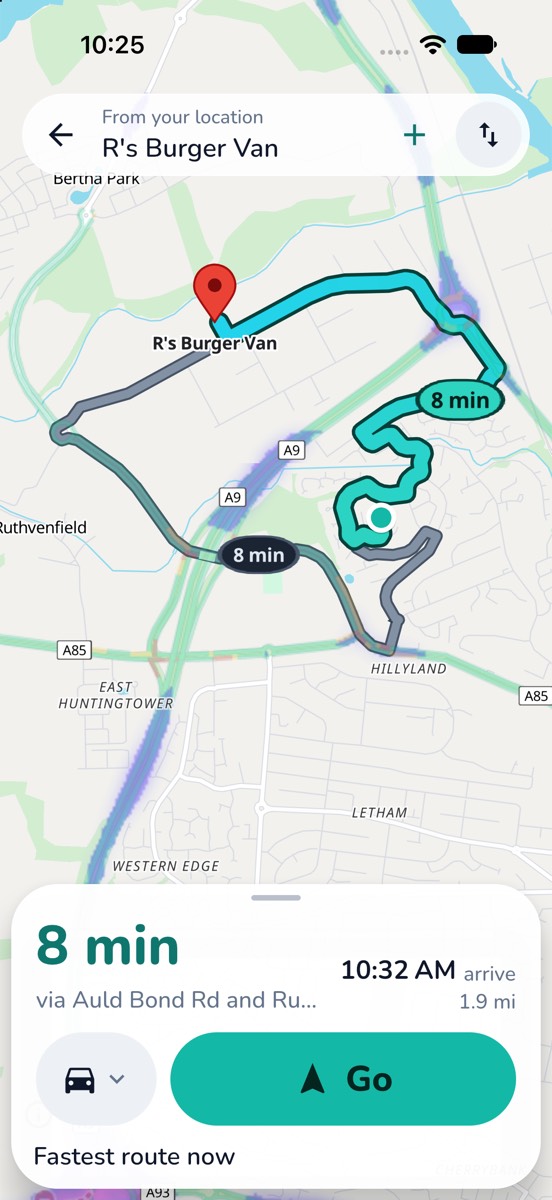 10:25
From your location
R's Burger Van
+
Bertha Park
R's Burger Van
8 min
A9
A9
Ruthvenfield
8 min
A85
HILLYLAND
EAST
HUNTINGTOWER
A85
LETHAM
WESTERN EDGE
8 min
10:32 AM arrive
via Auld Bond Rd and Ru...
1.9 mi
Go
Fastest route now
A93